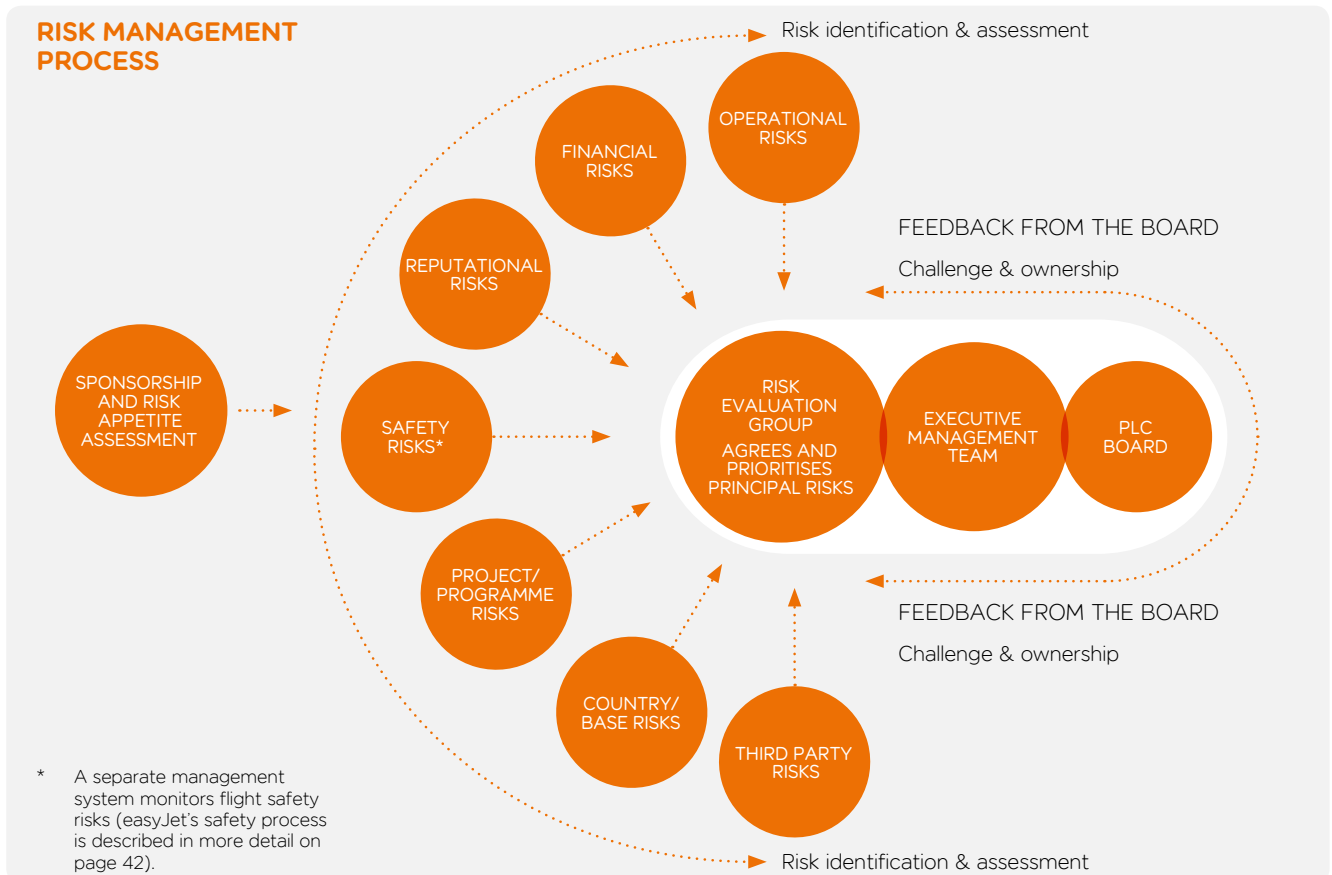 RISK MANAGEMENT
PROCESS
Risk identification & assessment
OPERATIONAL
RISKS
FINANCIAL
RISKS
REPUTATIONAL
RISKS
SPONSORSHIP
AND RISK
APPETITE
ASSESSMENT
SAFETY
RISKS*
PROJECT/
PROGRAMME
RISKS
COUNTRY/
BASE RISKS
THIRD PARTY
RISKS
FEEDBACK FROM THE BOARD
Challenge & ownership
RISK
EVALUATION
GROUP
AGREES AND
PRIORITISES
PRINCIPAL RISKS
EXECUTIVE
MANAGEMENT
TEAM
PLC
BOARD
FEEDBACK FROM THE BOARD
Challenge & ownership
* A separate management
system monitors flight safety
risks (easyJet's safety process
is described in more detail on
page 42).
Risk identification & assessment